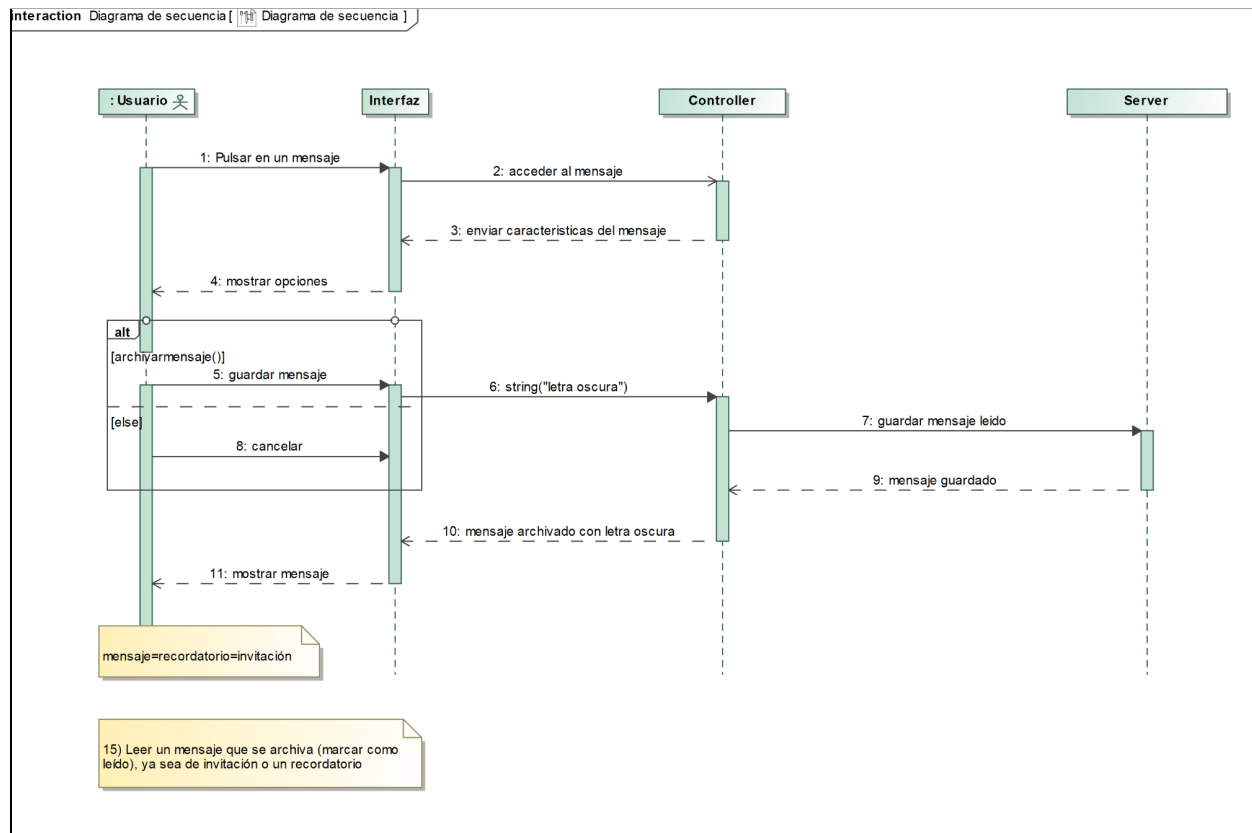 interaction Diagrama de secuencia [ Diagrama de secuencia ]
: Usuario
Interfaz
Controller
Server
1: Pulsar en un mensaje
2: acceder al mensaje
3: enviar caracteristicas del mensaje
4: mostrar opciones
alt
[archivarmensaje()]
5: guardar mensaje
6: string("letra oscura")
[else]
7: guardar mensaje leido
8: cancelar
9: mensaje guardado
10: mensaje archivado con letra oscura
11: mostrar mensaje
mensaje=recordatorio=invitación
15) Leer un mensaje que se archiva (marcar como
leído), ya sea de invitación o un recordatorio